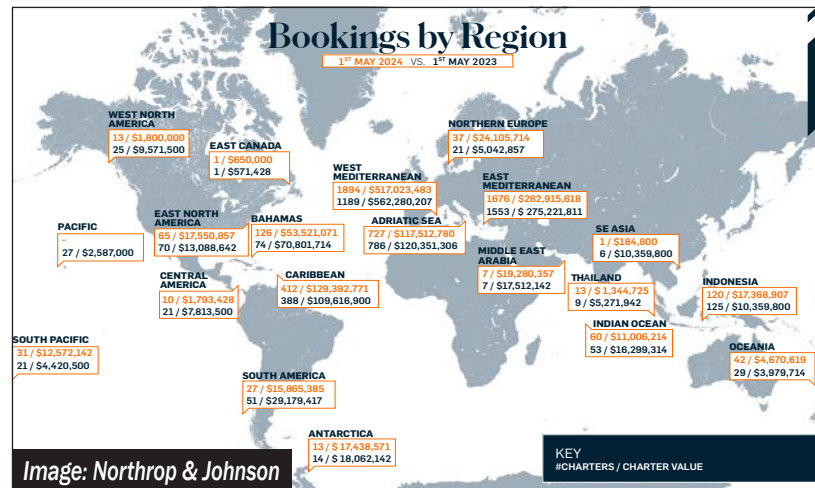 Bookings by Region
1ST MAY 2024 VS. 1ST MAY 2023
WEST NORTH
AMERICA
13 / $1,800,000
25 / $9,571,500
EAST CANADA
1 / $650,000
1 / $571,428
NORTHERN EUROPE
37 / $24,105,714
21 / $5,042,857
WEST
MEDITERRANEAN
1894 / $517,023,483
1189 / $562,280,207
EAST
MEDITERRANEAN
1676 / $282,915,618
1553 / $ 275,221,811
PACIFIC
-
27 / $2,587,000
EAST NORTH
AMERICA
65 / $17,550,857
70 / $13,088,642
BAHAMAS
126 / $53,521,071
74 / $70,801,714
ADRIATIC SEA
727 / $117,512,780
786 / $120,351,306
SE ASIA
1 / $184,800
6 / $10,359,800
MIDDLE EAST
ARABIA
7 / $19,280,357
7 / $17,512,142
CENTRAL
AMERICA
10 / $1,793,428
21 / $7,813,500
CARIBBEAN
412 / $129,392,771
388 / $109,616,900
THAILAND
13 / $ 1,344,725
9 / $5,271,942
INDONESIA
120 / $17,368,907
125 / $10,359,800
INDIAN OCEAN
60 / $11,006,214
53 / $16,299,314
SOUTH PACIFIC
31 / $12,572,142
21 / $4,420,500
OCEANIA
42 / $4,670,619
29 / $3,979,714
SOUTH AMERICA
27 / $15,865,385
51 / $29,179,417
ANTARCTICA
13 / $ 17,438,571
14 / $ 18,062,142
KEY
#CHARTERS / CHARTER VALUE
Image: Northrop & Johnson